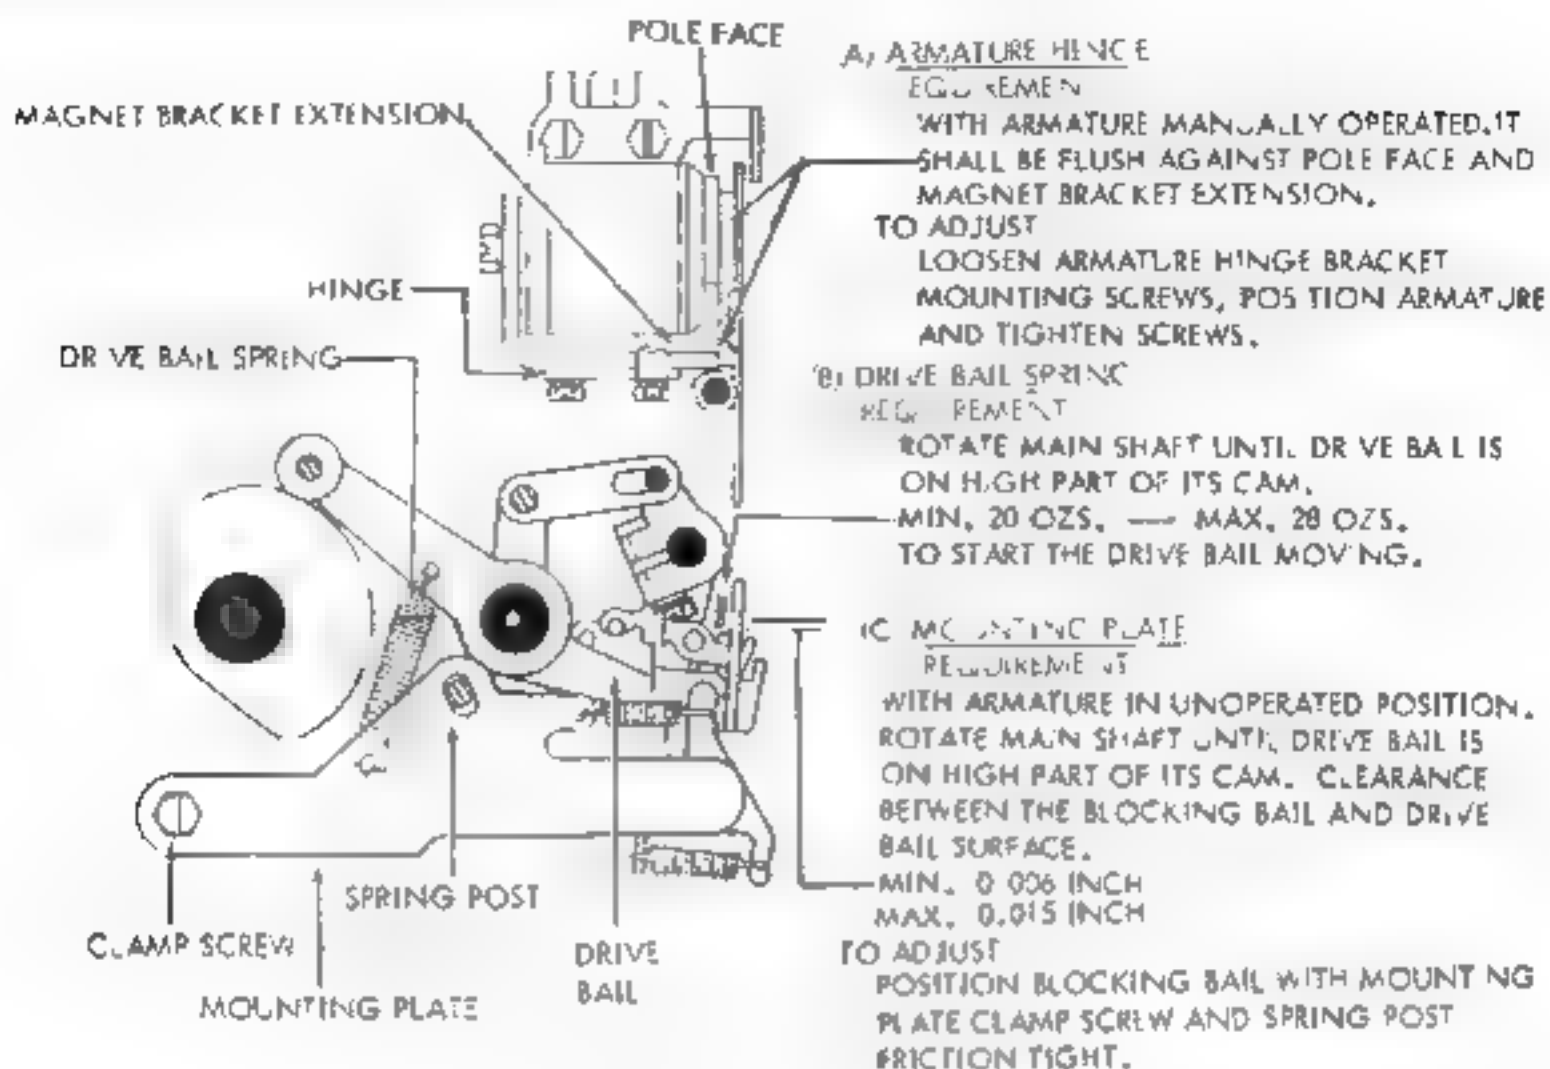 POLE FACE
MAGNET BRACKET EXTENSION
HINGE
DRIVE BAIL SPRING
SPRING POST
CLAMP SCREW
MOUNTING PLATE
DRIVE
BAIL
(A) ARMATURE HINGE
REQUIREMENT
WITH ARMATURE MANUALLY OPERATED, IT
SHALL BE FLUSH AGAINST POLE FACE AND
MAGNET BRACKET EXTENSION.
TO ADJUST
LOOSEN ARMATURE HINGE BRACKET
MOUNTING SCREWS, POSITION ARMATURE
AND TIGHTEN SCREWS.
(B) DRIVE BAIL SPRING
REQUIREMENT
ROTATE MAIN SHAFT UNTIL DRIVE BAIL IS
ON HIGH PART OF ITS CAM.
MIN. 20 OZS. — MAX. 28 OZS.
TO START THE DRIVE BAIL MOVING.
(C) MOUNTING PLATE
REQUIREMENT
WITH ARMATURE IN UNOPERATED POSITION.
ROTATE MAIN SHAFT UNTIL DRIVE BAIL IS
ON HIGH PART OF ITS CAM. CLEARANCE
BETWEEN THE BLOCKING BAIL AND DRIVE
BAIL SURFACE.
MIN. 0.006 INCH
MAX. 0.015 INCH
TO ADJUST
POSITION BLOCKING BAIL WITH MOUNTING
PLATE CLAMP SCREW AND SPRING POST
FRICTION TIGHT.